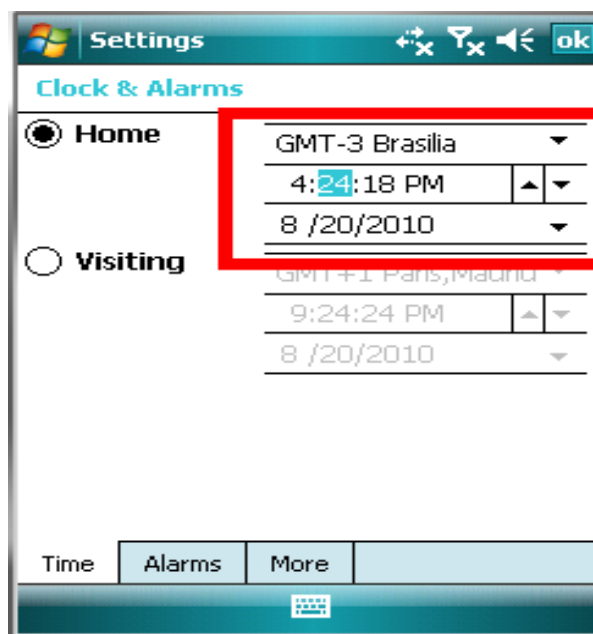 Settings ok
Clock & Alarms
Home GMT-3 Brasilia
4:24:18 PM
8 /20/2010
Visiting GMT+1 Paris,Madrid
9:24:24 PM
8 /20/2010
Time Alarms More